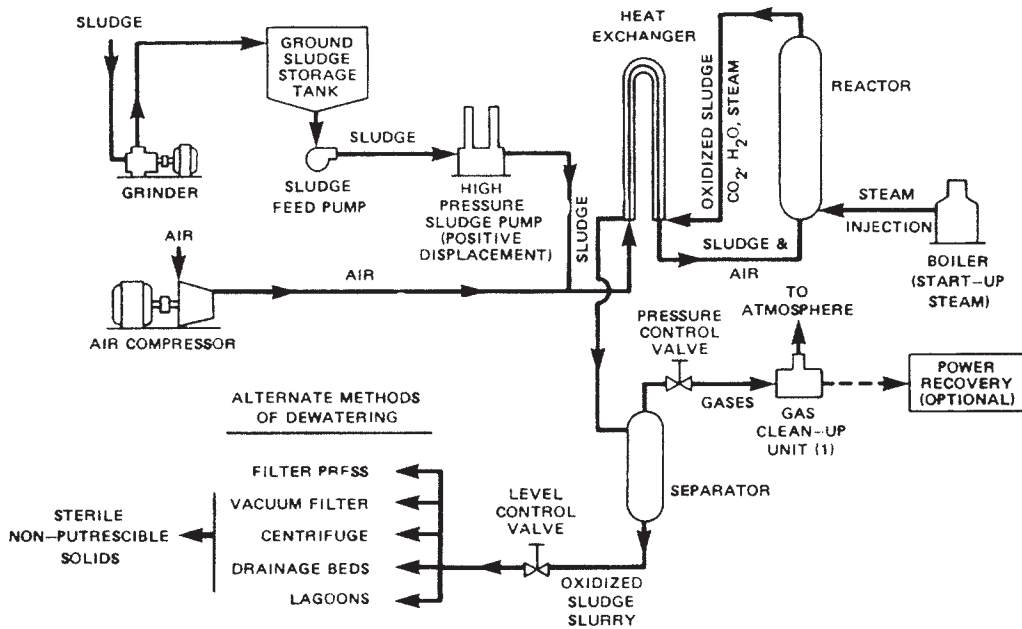 SLUDGE
GRINDER
GROUND
SLUDGE
STORAGE
TANK
SLUDGE
FEED PUMP
SLUDGE
HIGH
PRESSURE
SLUDGE PUMP
(POSITIVE
DISPLACEMENT)
SLUDGE
AIR
AIR
AIR COMPRESSOR
HEAT
EXCHANGER
OXIDIZED SLUDGE
CO₂, H₂O, STEAM
REACTOR
SLUDGE &
AIR
STEAM
INJECTION
BOILER
(START-UP
STEAM)
TO
ATMOSPHERE
PRESSURE
CONTROL
VALVE
GASES
GAS
CLEAN-UP
UNIT (1)
POWER
RECOVERY
(OPTIONAL)
SEPARATOR
LEVEL
CONTROL
VALVE
OXIDIZED
SLUDGE
SLURRY
ALTERNATE METHODS
OF DEWATERING
FILTER PRESS
VACUUM FILTER
CENTRIFUGE
DRAINAGE BEDS
LAGOONS
STERILE
NON-PUTRESCIBLE
SOLIDS